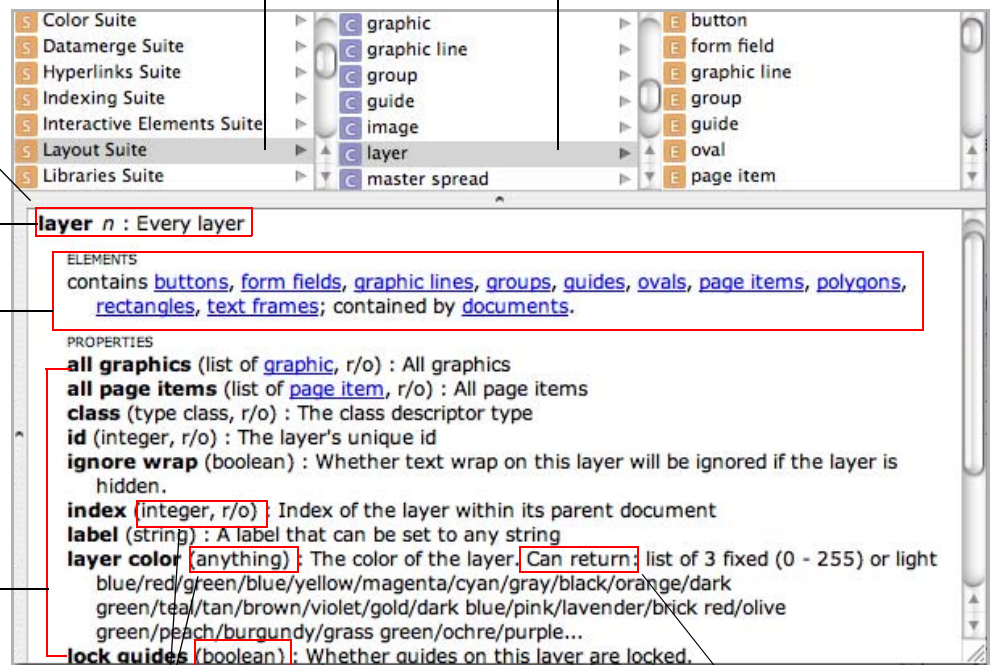 S Color Suite
S Datamerge Suite
S Hyperlinks Suite
S Indexing Suite
S Interactive Elements Suite
S Layout Suite
S Libraries Suite
C graphic
C graphic line
C group
C guide
C image
C layer
C master spread
E button
E form field
E graphic line
E group
E guide
E oval
E page item
layer n : Every layer
ELEMENTS
contains buttons, form fields, graphic lines, groups, guides, ovals, page items, polygons,
rectangles, text frames; contained by documents.
PROPERTIES
all graphics (list of graphic, r/o) : All graphics
all page items (list of page item, r/o) : All page items
class (type class, r/o) : The class descriptor type
id (integer, r/o) : The layer's unique id
ignore wrap (boolean) : Whether text wrap on this layer will be ignored if the layer is
hidden.
index (integer, r/o) : Index of the layer within its parent document
label (string) : A label that can be set to any string
layer color (anything) : The color of the layer. Can return: list of 3 fixed (0 - 255) or light
blue/red/green/blue/yellow/magenta/cyan/gray/black/orange/dark
green/teal/tan/brown/violet/gold/dark blue/pink/lavender/brick red/olive
green/peach/burgundy/grass green/ochre/purple...
lock guides (boolean) : Whether guides on this layer are locked.